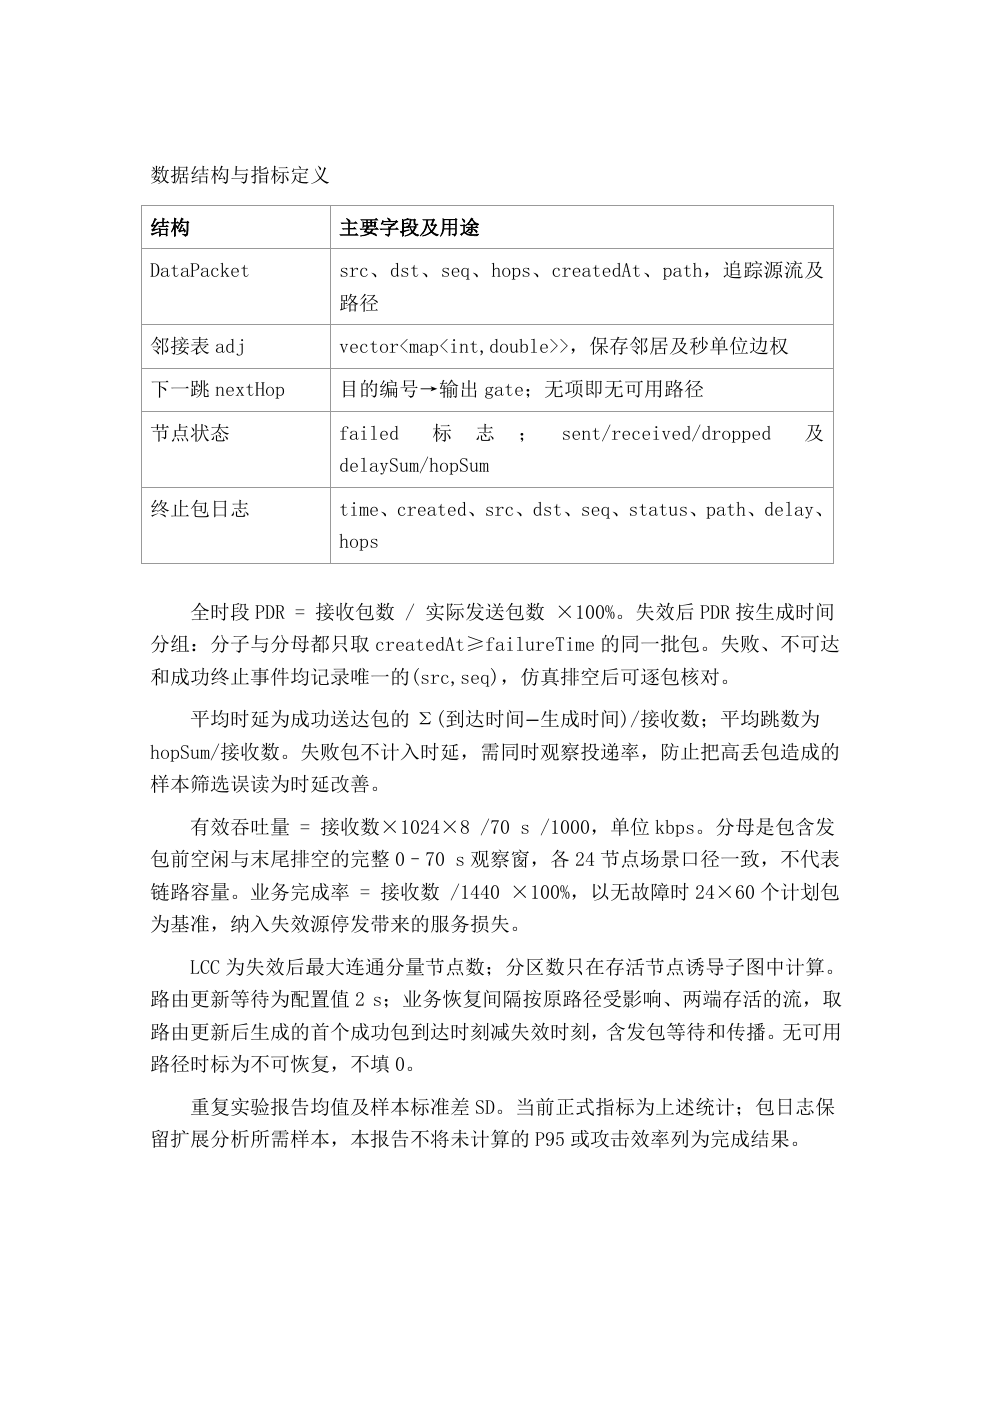 数据结构与指标定义
结构 主要字段及用途
DataPacket src、dst、seq、hops、createdAt、path，追踪源流及
路径
邻接表 adj vector<map<int,double>>，保存邻居及秒单位边权
下一跳 nextHop 目的编号→输出 gate；无项即无可用路径
节点状态 failed 标志； sent/received/dropped 及
delaySum/hopSum
终止包日志 time、created、src、dst、seq、status、path、delay、
hops
全时段 PDR = 接收包数 / 实际发送包数 ×100%。失效后 PDR 按生成时间
分组：分子与分母都只取 createdAt≥failureTime 的同一批包。失败、不可达
和成功终止事件均记录唯一的(src,seq)，仿真排空后可逐包核对。
平均时延为成功送达包的 Σ(到达时间−生成时间)/接收数；平均跳数为
hopSum/接收数。失败包不计入时延，需同时观察投递率，防止把高丢包造成的
样本筛选误读为时延改善。
有效吞吐量 = 接收数×1024×8 /70 s /1000，单位 kbps。分母是包含发
包前空闲与末尾排空的完整 0–70 s 观察窗，各 24 节点场景口径一致，不代表
链路容量。业务完成率 = 接收数 /1440 ×100%，以无故障时 24×60 个计划包
为基准，纳入失效源停发带来的服务损失。
LCC 为失效后最大连通分量节点数；分区数只在存活节点诱导子图中计算。
路由更新等待为配置值 2 s；业务恢复间隔按原路径受影响、两端存活的流，取
路由更新后生成的首个成功包到达时刻减失效时刻，含发包等待和传播。无可用
路径时标为不可恢复，不填 0。
重复实验报告均值及样本标准差 SD。当前正式指标为上述统计；包日志保
留扩展分析所需样本，本报告不将未计算的 P95 或攻击效率列为完成结果。